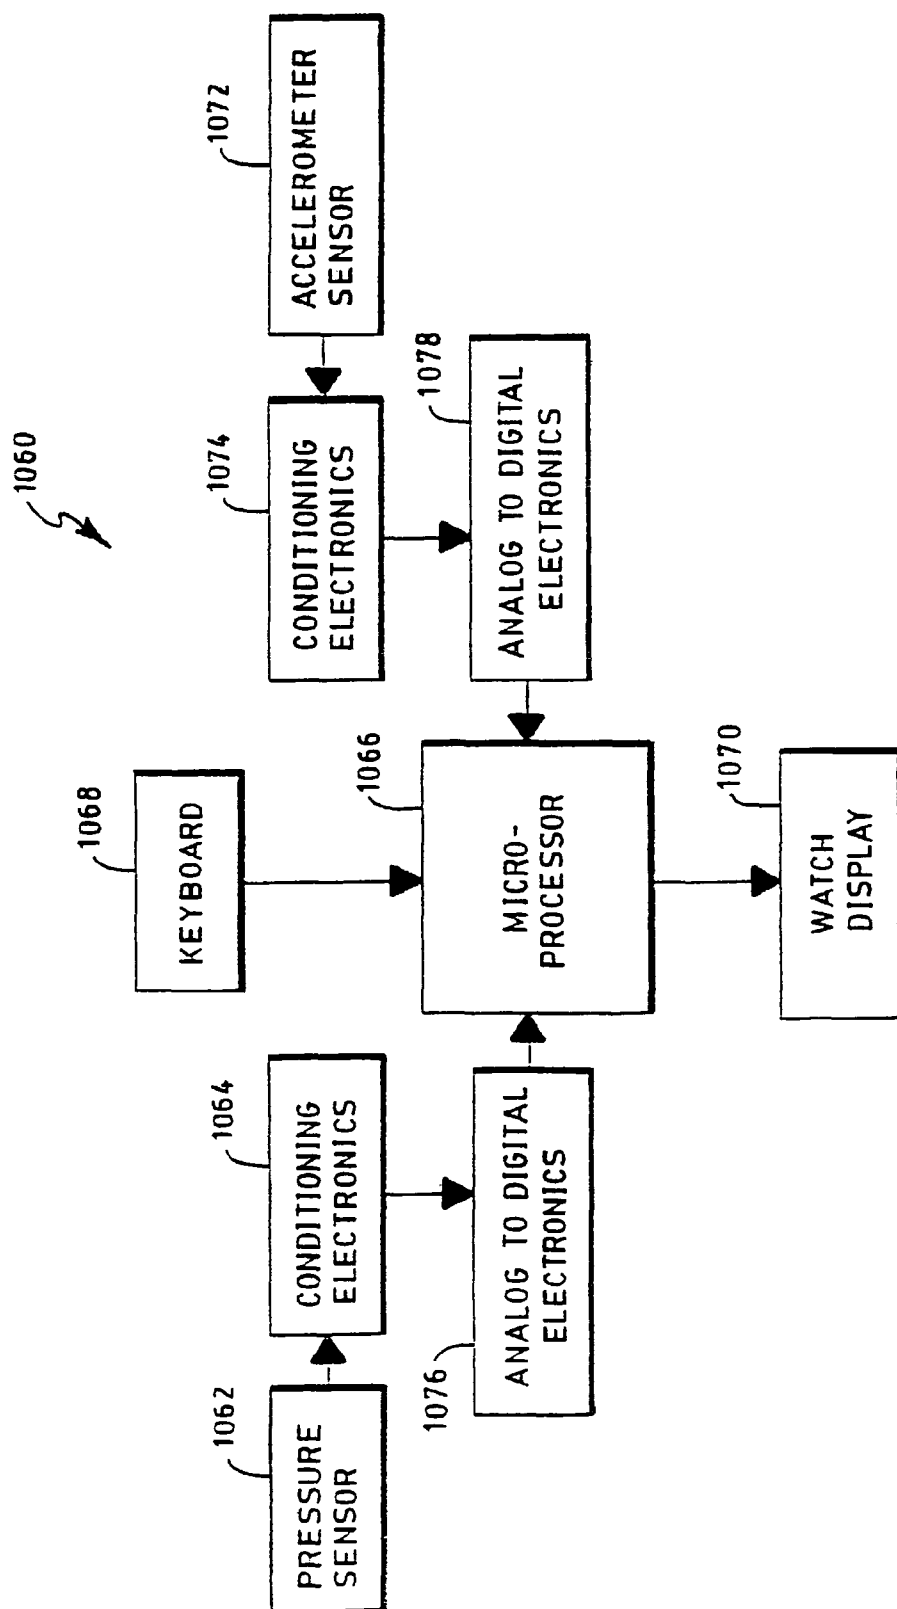 1060
1068
KEYBOARD
1062
PRESSURE
SENSOR
1064
CONDITIONING
ELECTRONICS
1074
CONDITIONING
ELECTRONICS
1072
ACCELEROMETER
SENSOR
1076
ANALOG TO DIGITAL
ELECTRONICS
1066
MICRO-
PROCESSOR
1078
ANALOG TO DIGITAL
ELECTRONICS
1070
WATCH
DISPLAY